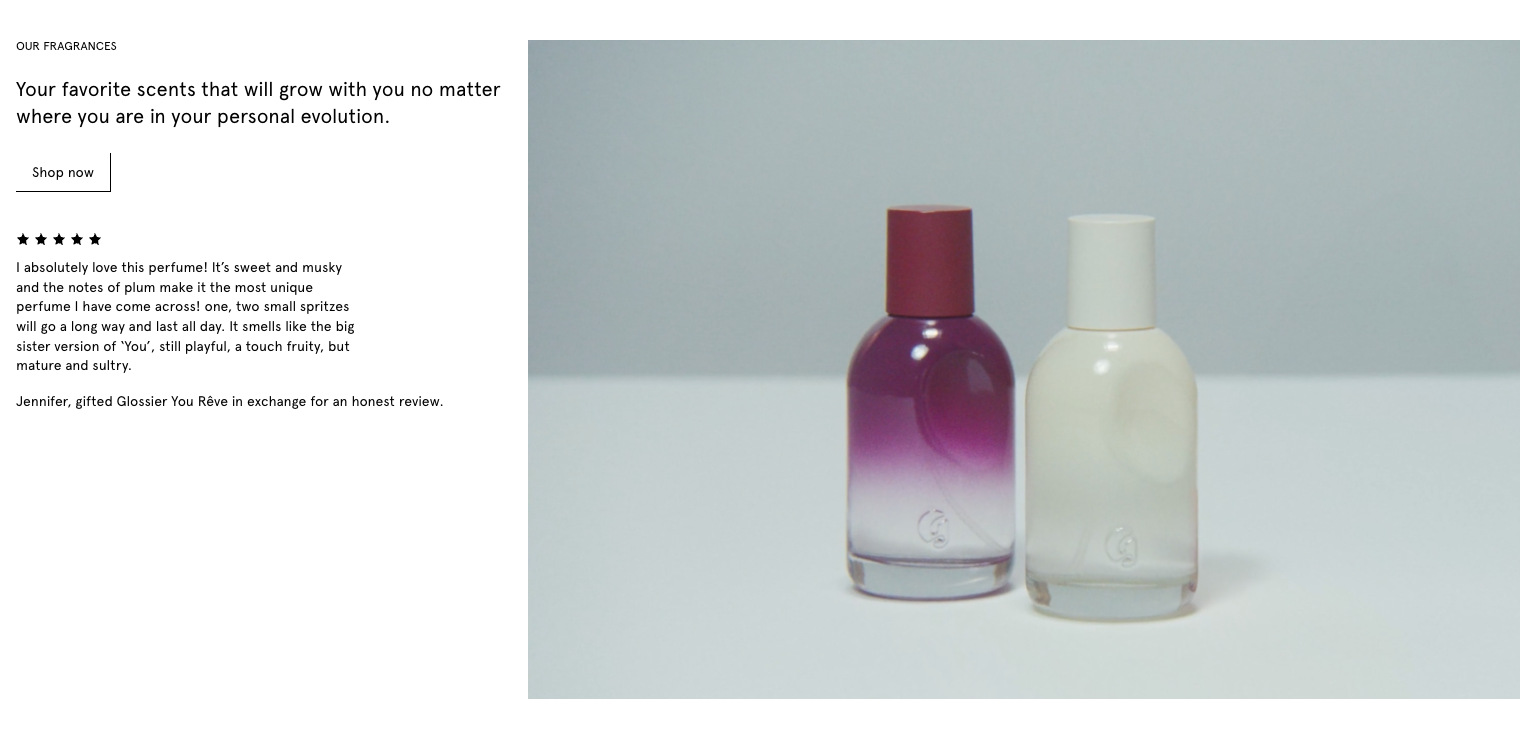 OUR FRAGRANCES
Your favorite scents that will grow with you no matter
where you are in your personal evolution.
Shop now
★★★★★
I absolutely love this perfume! It’s sweet and musky
and the notes of plum make it the most unique
perfume I have come across! one, two small spritzes
will go a long way and last all day. It smells like the big
sister version of ‘You’, still playful, a touch fruity, but
mature and sultry.
Jennifer, gifted Glossier You Rêve in exchange for an honest review.
G
G